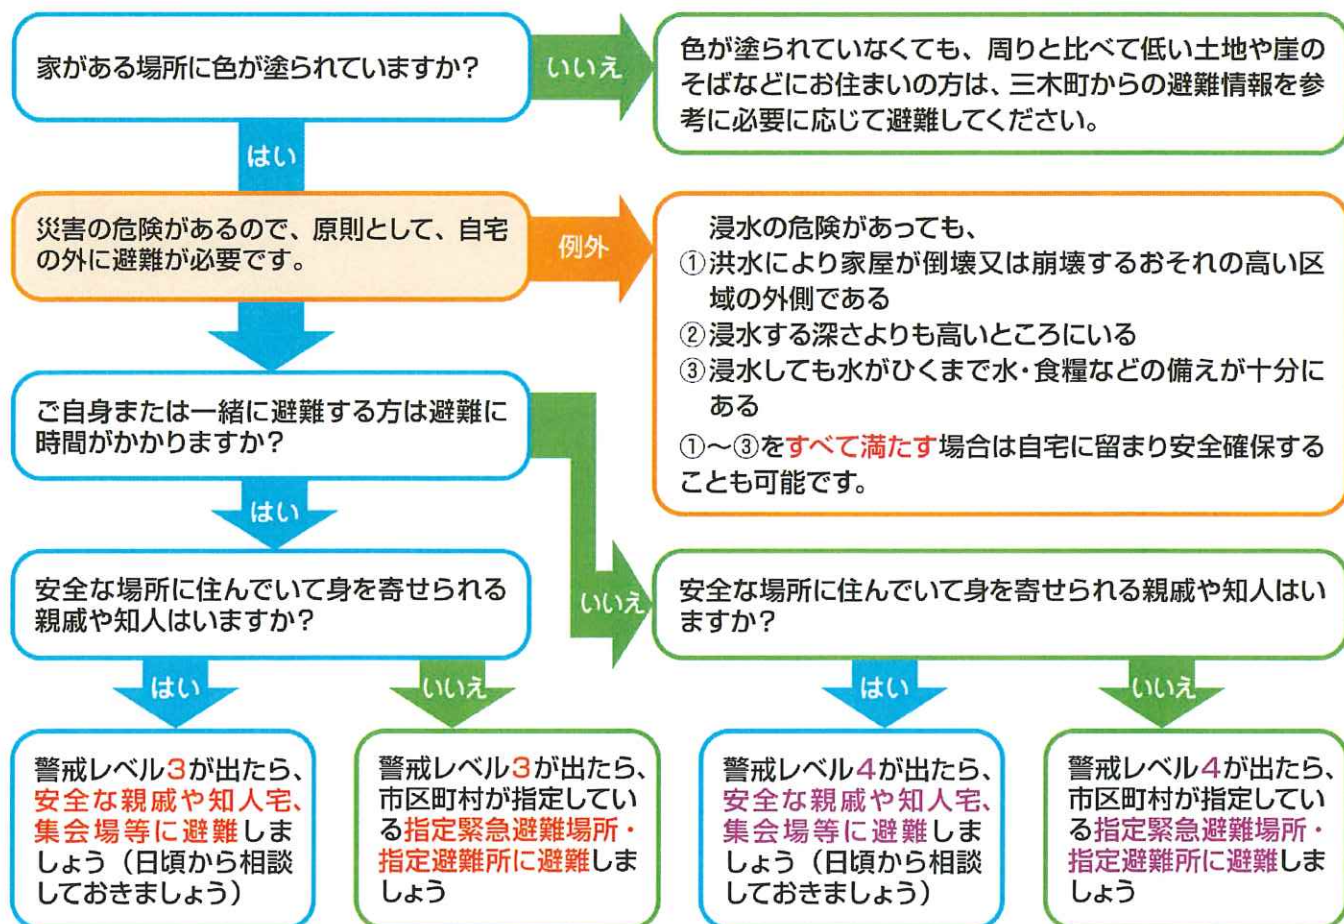 家がある場所に色が塗られていますか？
いいえ
色が塗られていなくても、周りと比べて低い土地や崖の
そばなどにお住まいの方は、三木町からの避難情報を参
考に必要に応じて避難してください。
はい
災害の危険があるので、原則として、自宅
の外に避難が必要です。
例外
浸水の危険があっても、
①洪水により家屋が倒壊又は崩壊するおそれの高い区
域の外側である
②浸水する深さよりも高いところにいる
③浸水しても水がひくまで水・食糧などの備えが十分に
ある
①～③をすべて満たす場合は自宅に留まり安全確保する
ことも可能です。
ご自身または一緒に避難する方は避難に
時間がかかりますか？
はい
いいえ
安全な場所に住んでいて身を寄せられる
親戚や知人はいますか？
安全な場所に住んでいて身を寄せられる親戚や知人はい
ますか？
はい
いいえ
はい
いいえ
警戒レベル3が出たら、
安全な親戚や知人宅、
集会場等に避難しま
しょう（日頃から相談
しておきましょう）
警戒レベル3が出たら、
市区町村が指定してい
る指定緊急避難場所・
指定避難所に避難しま
しょう
警戒レベル4が出たら、
安全な親戚や知人宅、
集会場等に避難しま
しょう（日頃から相談
しておきましょう）
警戒レベル4が出たら、
市区町村が指定してい
る指定緊急避難場所・
指定避難所に避難しま
しょう